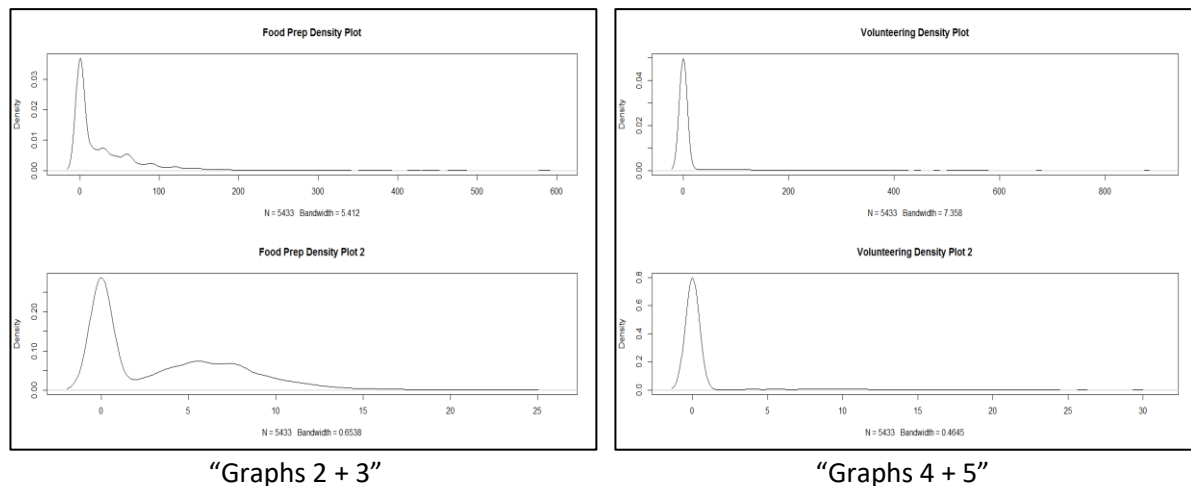 Food Prep Density Plot
Density
0.00 0.01 0.02 0.03
0 100 200 300 400 500 600
N = 5433 Bandwidth = 5.412
Food Prep Density Plot 2
Density
0.00 0.10 0.20
0 5 10 15 20 25
N = 5433 Bandwidth = 0.6538
"Graphs 2 + 3"
Volunteering Density Plot
Density
0.00 0.02 0.04
0 200 400 600 800
N = 5433 Bandwidth = 7.358
Volunteering Density Plot 2
Density
0.0 0.2 0.4 0.6 0.8
0 5 10 15 20 25 30
N = 5433 Bandwidth = 0.4645
"Graphs 4 + 5"